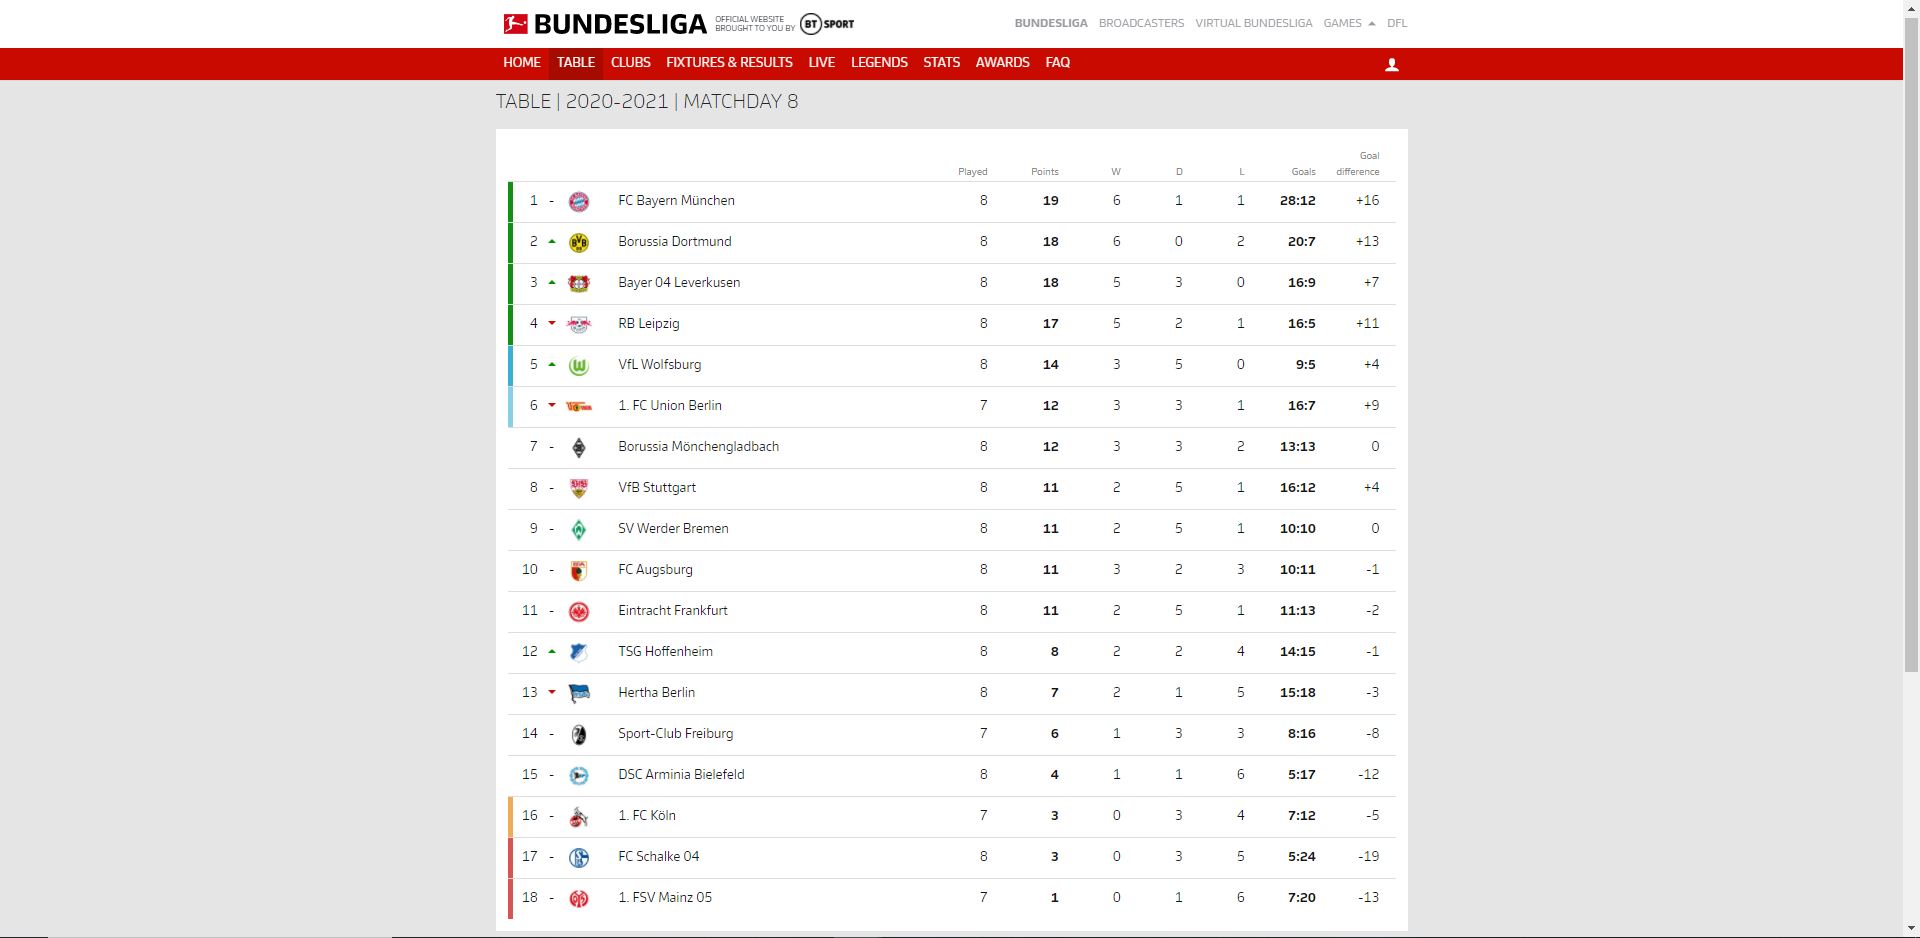 BUNDESLIGA OFFICIAL WEBSITE BROUGHT TO YOU BY BT SPORT BUNDESLIGA BROADCASTERS VIRTUAL BUNDESLIGA GAMES DFL
HOME TABLE CLUBS FIXTURES & RESULTS LIVE LEGENDS STATS AWARDS FAQ
TABLE | 2020-2021 | MATCHDAY 8
Played Points W D L Goals Goal difference
1 - FC Bayern München 8 19 6 1 1 28:12 +16
2 Borussia Dortmund 8 18 6 0 2 20:7 +13
3 Bayer 04 Leverkusen 8 18 5 3 0 16:9 +7
4 RB Leipzig 8 17 5 2 1 16:5 +11
5 VfL Wolfsburg 8 14 3 5 0 9:5 +4
6 1. FC Union Berlin 7 12 3 3 1 16:7 +9
7 - Borussia Mönchengladbach 8 12 3 3 2 13:13 0
8 - VfB Stuttgart 8 11 2 5 1 16:12 +4
9 - SV Werder Bremen 8 11 2 5 1 10:10 0
10 - FC Augsburg 8 11 3 2 3 10:11 -1
11 - Eintracht Frankfurt 8 11 2 5 1 11:13 -2
12 TSG Hoffenheim 8 8 2 2 4 14:15 -1
13 Hertha Berlin 8 7 2 1 5 15:18 -3
14 - Sport-Club Freiburg 7 6 1 3 3 8:16 -8
15 - DSC Arminia Bielefeld 8 4 1 1 6 5:17 -12
16 - 1. FC Köln 7 3 0 3 4 7:12 -5
17 - FC Schalke 04 8 3 0 3 5 5:24 -19
18 - 1. FSV Mainz 05 7 1 0 1 6 7:20 -13